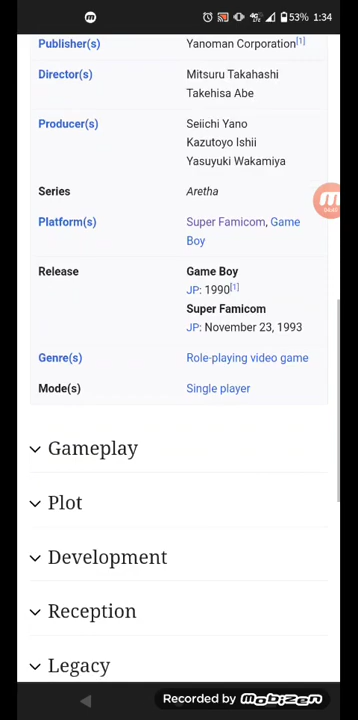 53% 1:34
Publisher(s) Yanoman Corporation[1]
Director(s) Mitsuru Takahashi
Takehisa Abe
Producer(s) Seiichi Yano
Kazutoyo Ishii
Yasuyuki Wakamiya
Series Aretha
Platform(s) Super Famicom, Game
Boy
Release Game Boy
JP: 1990[1]
Super Famicom
JP: November 23, 1993
Genre(s) Role-playing video game
Mode(s) Single player
Gameplay
Plot
Development
Reception
Legacy
Recorded by mobizen